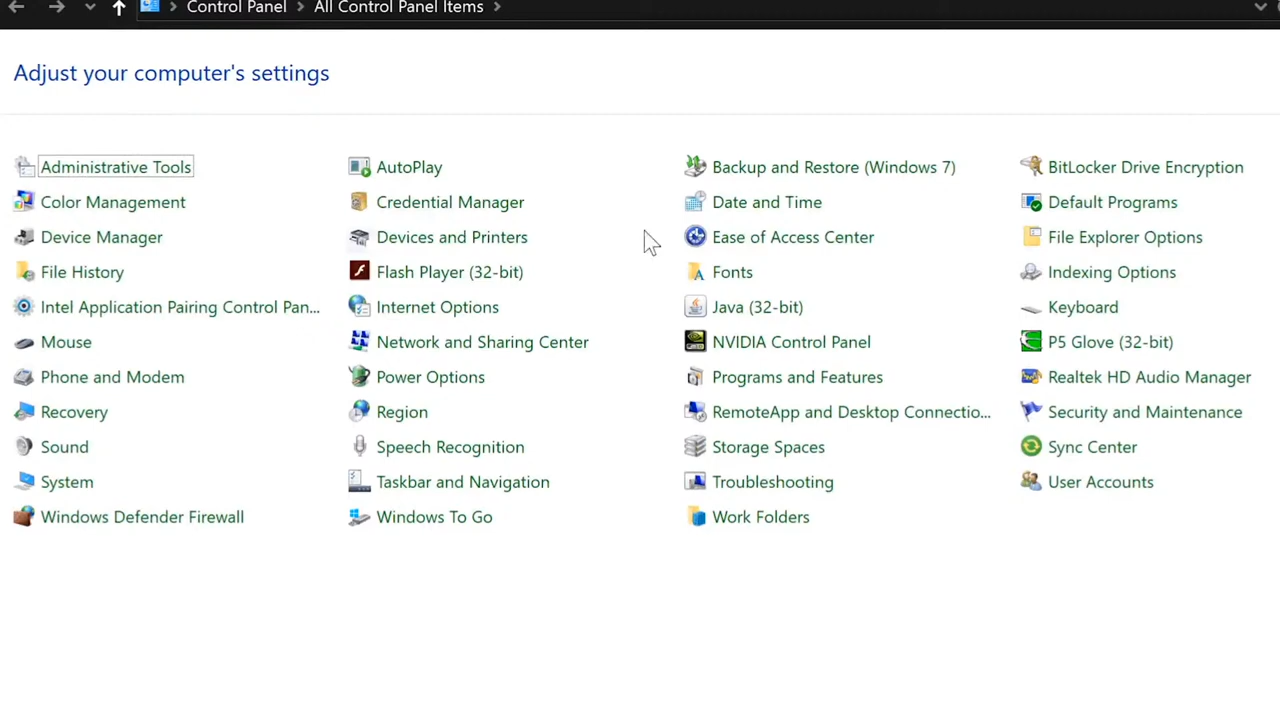 Control Panel > All Control Panel Items >
Adjust your computer's settings
Administrative Tools
AutoPlay
Backup and Restore (Windows 7)
BitLocker Drive Encryption
Color Management
Credential Manager
Date and Time
Default Programs
Device Manager
Devices and Printers
Ease of Access Center
File Explorer Options
File History
Flash Player (32-bit)
Fonts
Indexing Options
Intel Application Pairing Control Pan...
Internet Options
Java (32-bit)
Keyboard
Mouse
Network and Sharing Center
NVIDIA Control Panel
P5 Glove (32-bit)
Phone and Modem
Power Options
Programs and Features
Realtek HD Audio Manager
Recovery
Region
RemoteApp and Desktop Connectio...
Security and Maintenance
Sound
Speech Recognition
Storage Spaces
Sync Center
System
Taskbar and Navigation
Troubleshooting
User Accounts
Windows Defender Firewall
Windows To Go
Work Folders